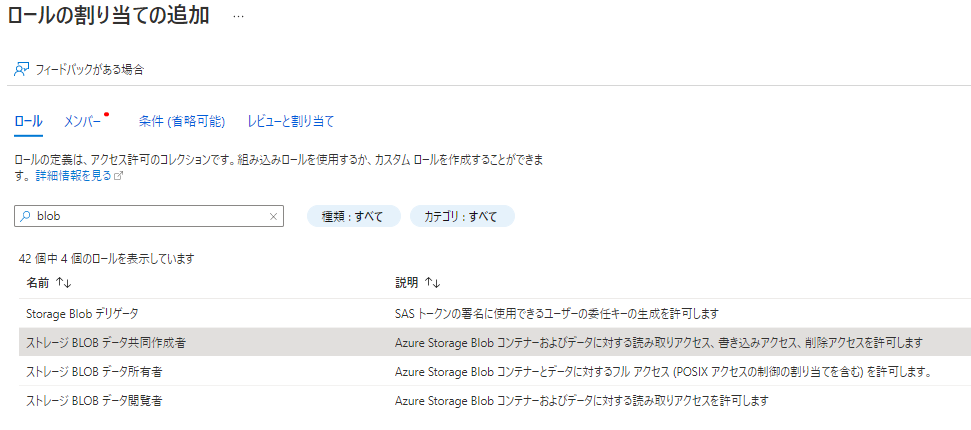 ロールの割り当ての追加 …
フィードバックがある場合
ロール メンバー 条件 (省略可能) レビューと割り当て
ロールの定義は、アクセス許可のコレクションです。組み込みロールを使用するか、カスタム ロールを作成することができま
す。 詳細情報を見る
blob × 種類 : すべて カテゴリ : すべて
42 個中 4 個のロールを表示しています
名前 ↑↓ 説明 ↑↓
Storage Blob デリゲータ SAS トークンの署名に使用できるユーザーの委任キーの生成を許可します
ストレージ BLOB データ共同作成者 Azure Storage Blob コンテナーおよびデータに対する読み取りアクセス、書き込みアクセス、削除アクセスを許可します
ストレージ BLOB データ所有者 Azure Storage Blob コンテナーとデータに対するフル アクセス (POSIX アクセスの制御の割り当てを含む) を許可します。
ストレージ BLOB データ閲覧者 Azure Storage Blob コンテナーおよびデータに対する読み取りアクセスを許可します